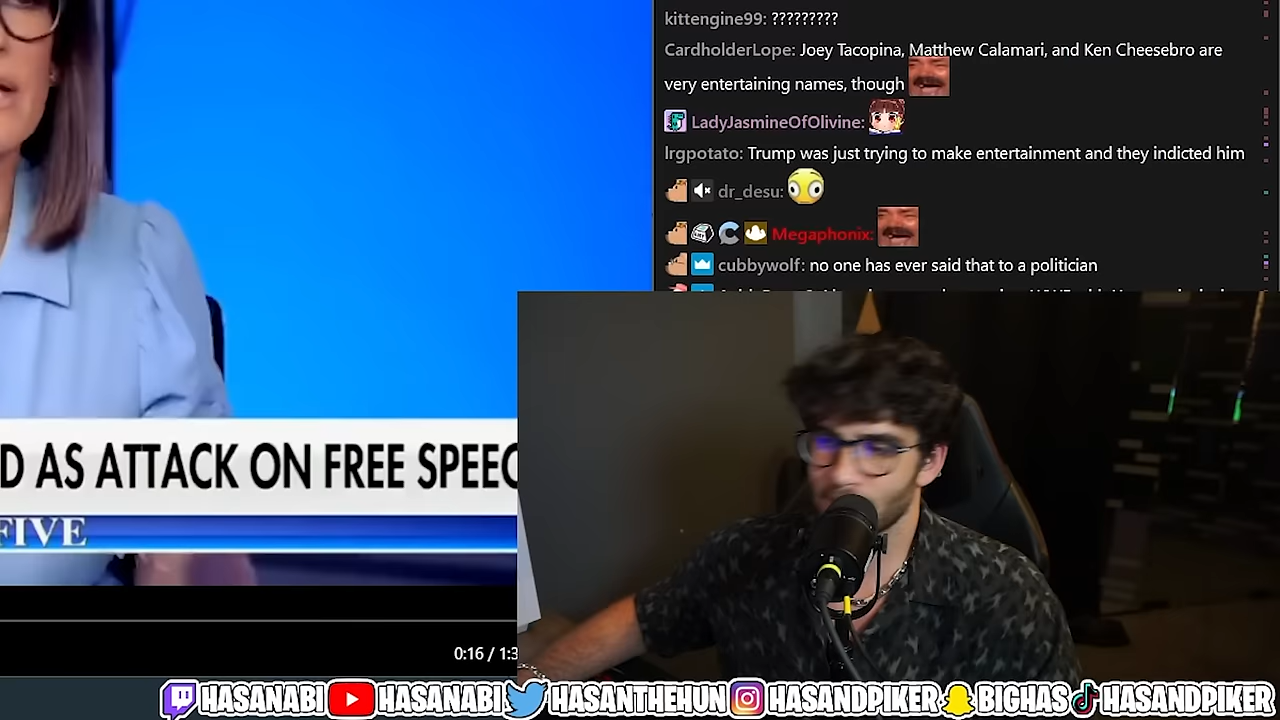 kittengine99: ?????????
CardholderLope: Joey Tacopina, Matthew Calamari, and Ken Cheesebro are
very entertaining names, though
LadyJasmineOfOlivine:
lrgpotato: Trump was just trying to make entertainment and they indicted him
dr_desu:
Megaphonix:
cubbywolf: no one has ever said that to a politician
D AS ATTACK ON FREE SPEEC
FIVE
0:16 / 1:3
HASANABI HASANABI HASANTHEHUN HASANDPIKER BIGHAS HASANDPIKER